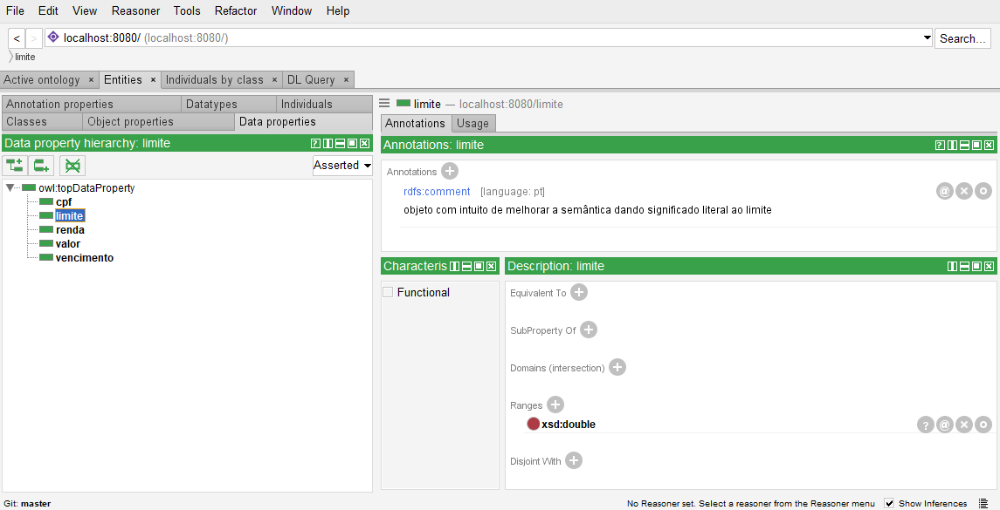 File Edit View Reasoner Tools Refactor Window Help
< > localhost:8080/ (localhost:8080/) Search...
limite
Active ontology × Entities × Individuals by class × DL Query ×
Annotation properties Datatypes Individuals
Classes Object properties Data properties
Data property hierarchy: limite
Asserted
owl:topDataProperty
cpf
limite
renda
valor
vencimento
limite — localhost:8080/limite
Annotations Usage
Annotations: limite
Annotations
rdfs:comment [language: pt]
objeto com intuito de melhorar a semântica dando significado literal ao limite
Characteris
Functional
Description: limite
Equivalent To
SubProperty Of
Domains (intersection)
Ranges
xsd:double
Disjoint With
Git: master
No Reasoner set. Select a reasoner from the Reasoner menu Show Inferences